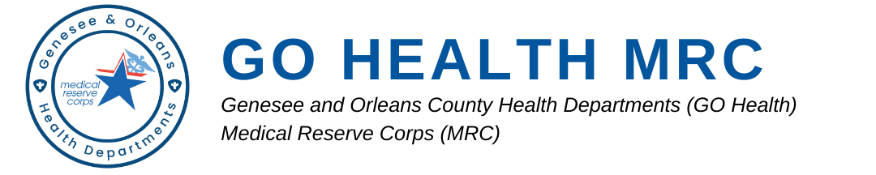 Genesee & Orleans
medical
reserve
corps
Health Departments
GO HEALTH MRC
Genesee and Orleans County Health Departments (GO Health)
Medical Reserve Corps (MRC)